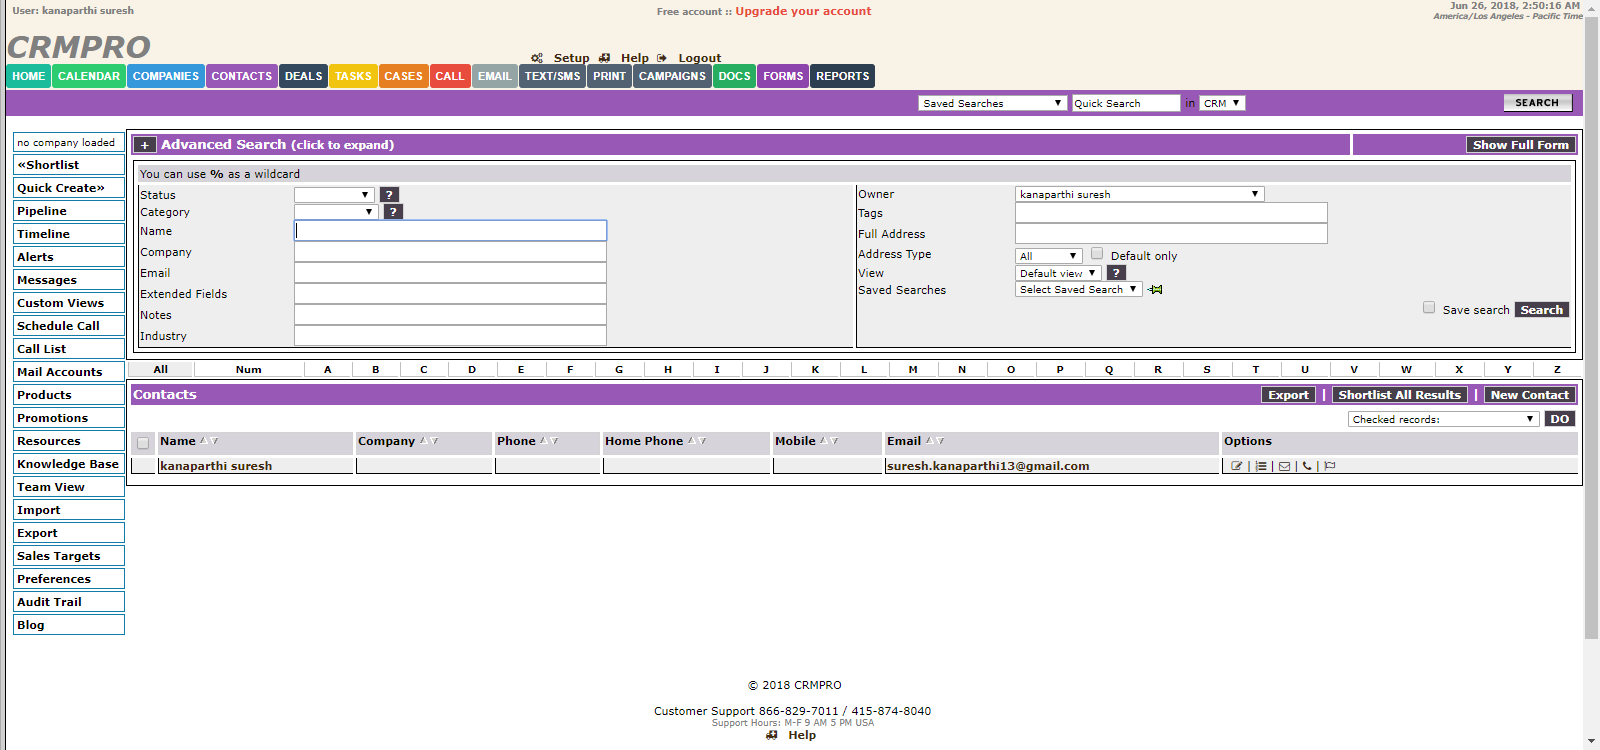 User: kanaparthi suresh
Free account :: Upgrade your account
Jun 26, 2018, 2:50:16 AM
America/Los Angeles - Pacific Time
CRMPRO
Setup Help Logout
HOME CALENDAR COMPANIES CONTACTS DEALS TASKS CASES CALL EMAIL TEXT/SMS PRINT CAMPAIGNS DOCS FORMS REPORTS
Saved Searches Quick Search in CRM SEARCH
no company loaded
«Shortlist
Quick Create»
Pipeline
Timeline
Alerts
Messages
Custom Views
Schedule Call
Call List
Mail Accounts
Products
Promotions
Resources
Knowledge Base
Team View
Import
Export
Sales Targets
Preferences
Audit Trail
Blog
+ Advanced Search (click to expand) Show Full Form
You can use % as a wildcard
Status ?
Category ?
Name
Company
Email
Extended Fields
Notes
Industry
Owner kanaparthi suresh
Tags
Full Address
Address Type All Default only
View Default view ?
Saved Searches Select Saved Search
Save search Search
All Num A B C D E F G H I J K L M N O P Q R S T U V W X Y Z
Contacts Export | Shortlist All Results | New Contact
Checked records: DO
Name Company Phone Home Phone Mobile Email Options
kanaparthi suresh suresh.kanaparthi13@gmail.com | | | |
© 2018 CRMPRO
Customer Support 866-829-7011 / 415-874-8040
Support Hours: M-F 9 AM 5 PM USA
Help